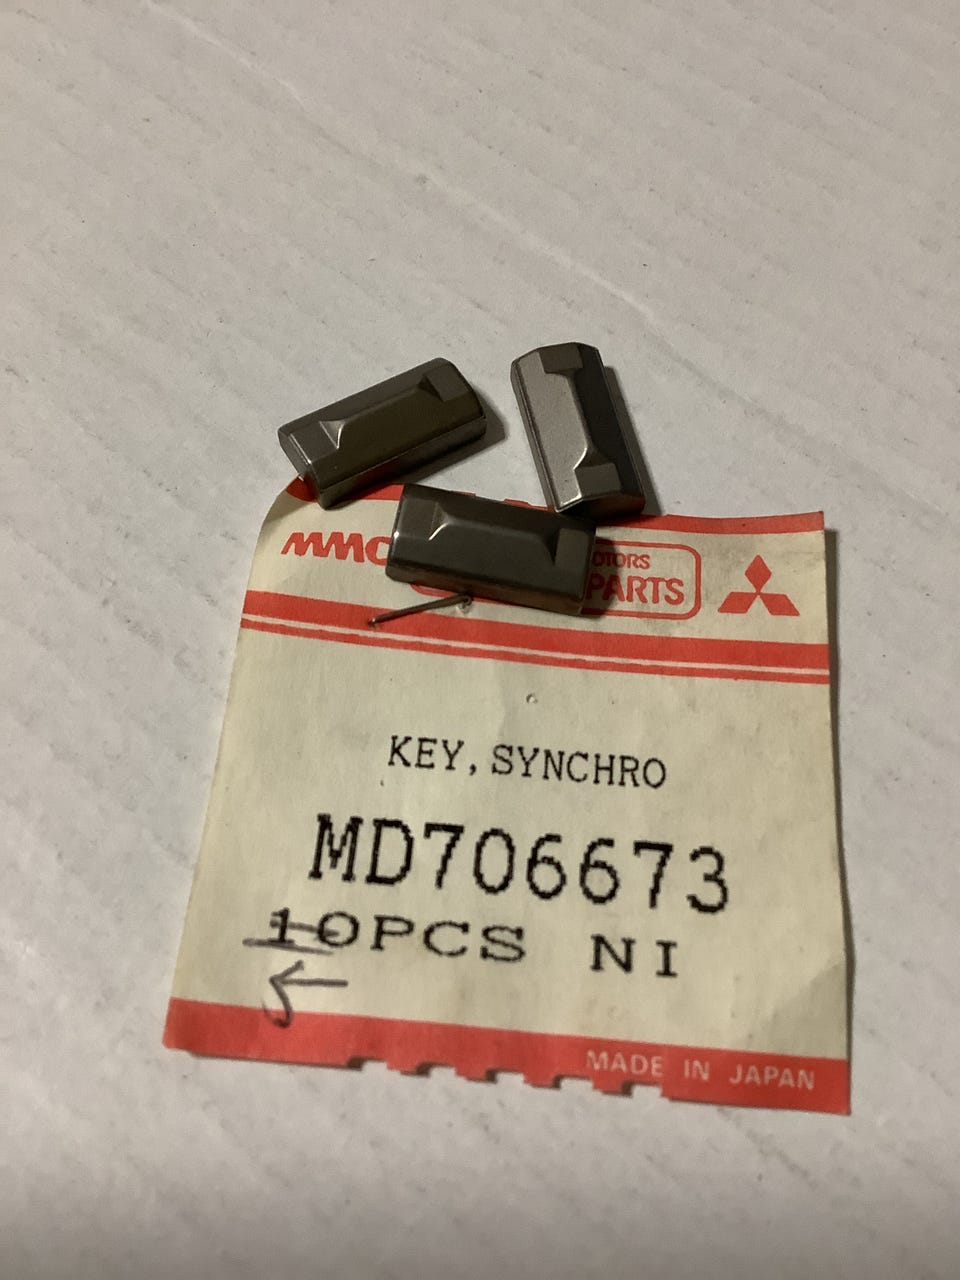 MMC
OTORS
PARTS
KEY, SYNCHRO
MD706673
10PCS NI
MADE IN JAPAN